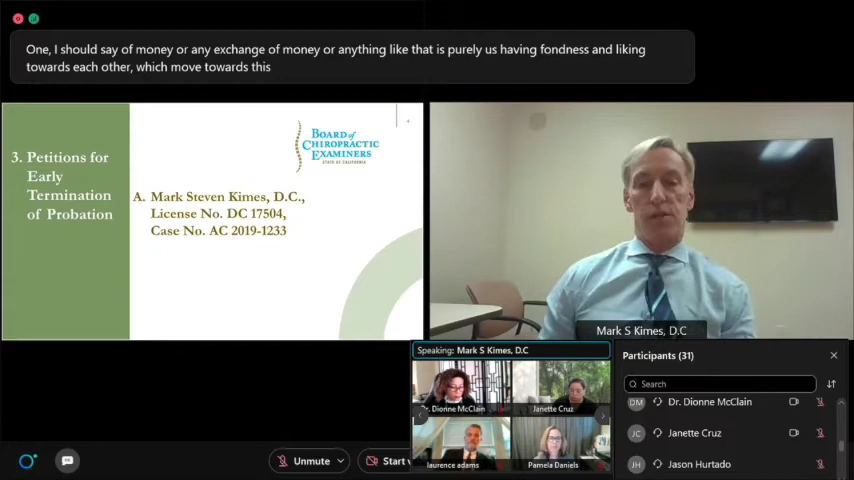 One, I should say of money or any exchange of money or anything like that is purely us having fondness and liking
towards each other, which move towards this
3. Petitions for
Early
Termination
of Probation
BOARD of
CHIROPRACTIC
EXAMINERS
STATE OF CALIFORNIA
A. Mark Steven Kimes, D.C.,
License No. DC 17504,
Case No. AC 2019-1233
Mark S Kimes, D.C
Speaking: Mark S Kimes, D.C
Dr. Dionne McClain
Janette Cruz
laurence adams
Pamela Daniels
Participants (31)
Search
DM Dr. Dionne McClain
JC Janette Cruz
JH Jason Hurtado
Unmute
Start